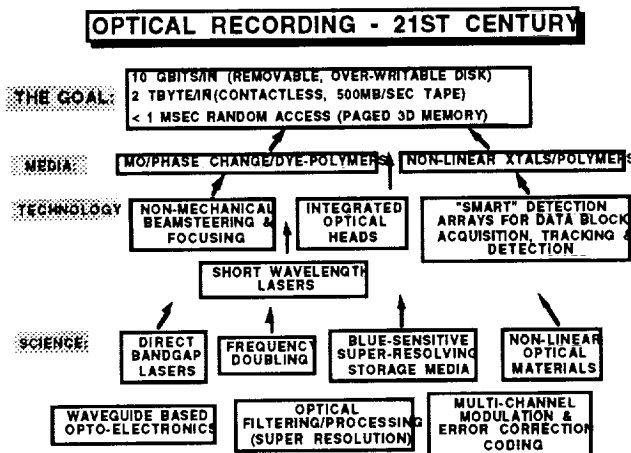 OPTICAL RECORDING - 21ST CENTURY
THE GOAL:
10 GBITS/IN (REMOVABLE, OVER-WRITABLE DISK)
2 TBYTE/IN(CONTACTLESS, 500MB/SEC TAPE)
< 1 MSEC RANDOM ACCESS (PAGED 3D MEMORY)
MEDIA:
MO/PHASE CHANGE/DYE-POLYMERS
NON-LINEAR XTALS/POLYMERS
TECHNOLOGY
NON-MECHANICAL
BEAMSTEERING &
FOCUSING
INTEGRATED
OPTICAL
HEADS
"SMART" DETECTION
ARRAYS FOR DATA BLOCK
ACQUISITION, TRACKING &
DETECTION
SHORT WAVELENGTH
LASERS
SCIENCE:
DIRECT
BANDGAP
LASERS
FREQUENCY
DOUBLING
BLUE-SENSITIVE
SUPER-RESOLVING
STORAGE MEDIA
NON-LINEAR
OPTICAL
MATERIALS
WAVEGUIDE BASED
OPTO-ELECTRONICS
OPTICAL
FILTERING/PROCESSING
(SUPER RESOLUTION)
MULTI-CHANNEL
MODULATION &
ERROR CORRECTION
CODING